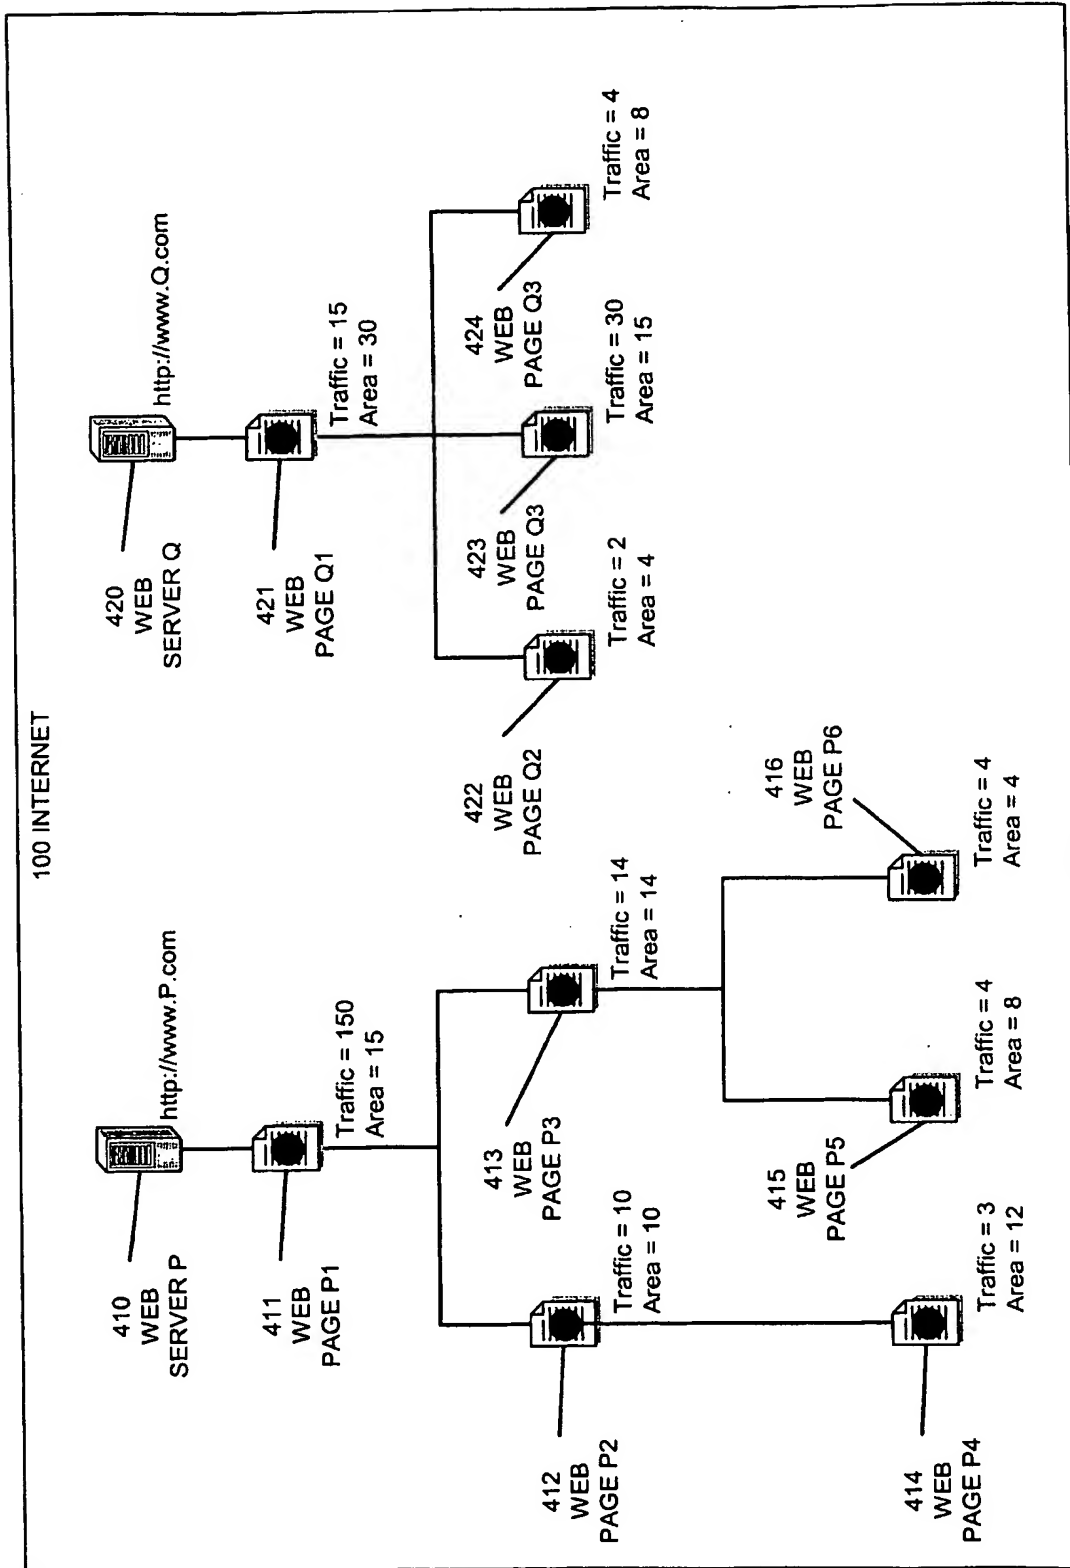 100 INTERNET
410
WEB
SERVER P
http://www.P.com
411
WEB
PAGE P1
Traffic = 150
Area = 15
412
WEB
PAGE P2
Traffic = 10
Area = 10
413
WEB
PAGE P3
Traffic = 14
Area = 14
414
WEB
PAGE P4
Traffic = 3
Area = 12
415
WEB
PAGE P5
Traffic = 4
Area = 8
416
WEB
PAGE P6
Traffic = 4
Area = 4
420
WEB
SERVER Q
http://www.Q.com
421
WEB
PAGE Q1
Traffic = 15
Area = 30
422
WEB
PAGE Q2
Traffic = 2
Area = 4
423
WEB
PAGE Q3
Traffic = 30
Area = 15
424
WEB
PAGE Q3
Traffic = 4
Area = 8